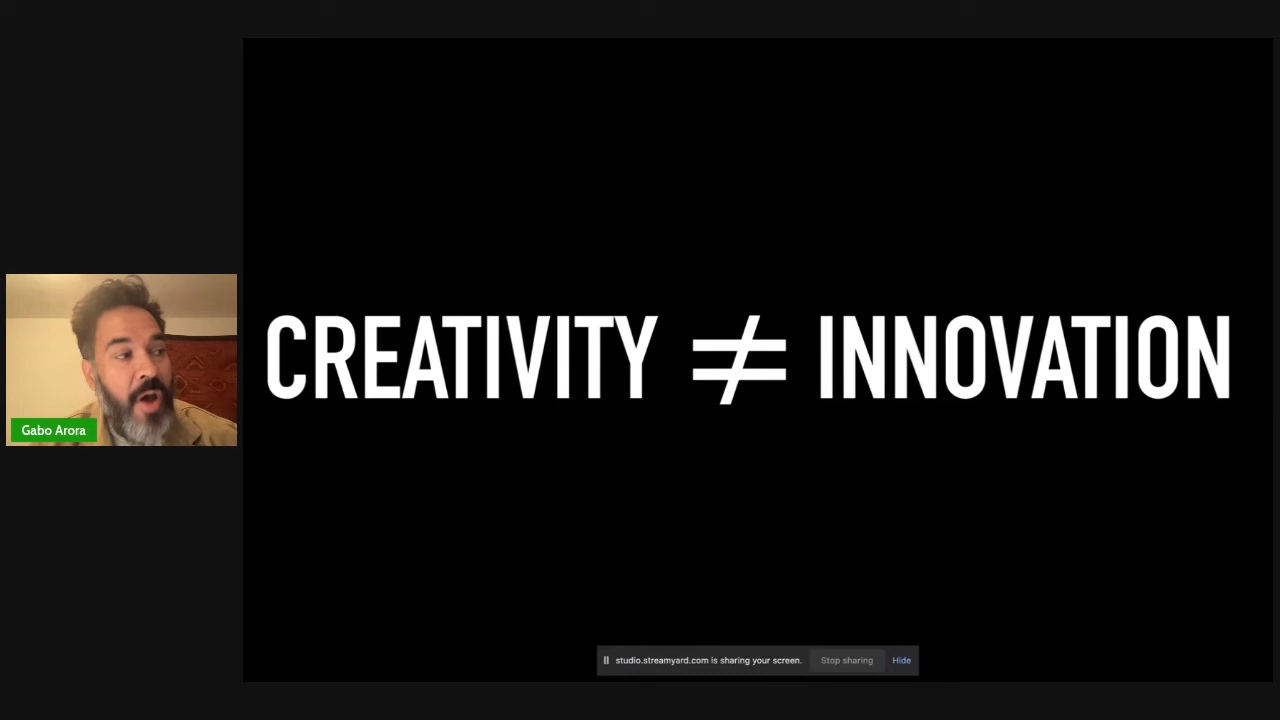 CREATIVITY ≠ INNOVATION
Gabo Arora
studio.streamyard.com is sharing your screen. Stop sharing Hide